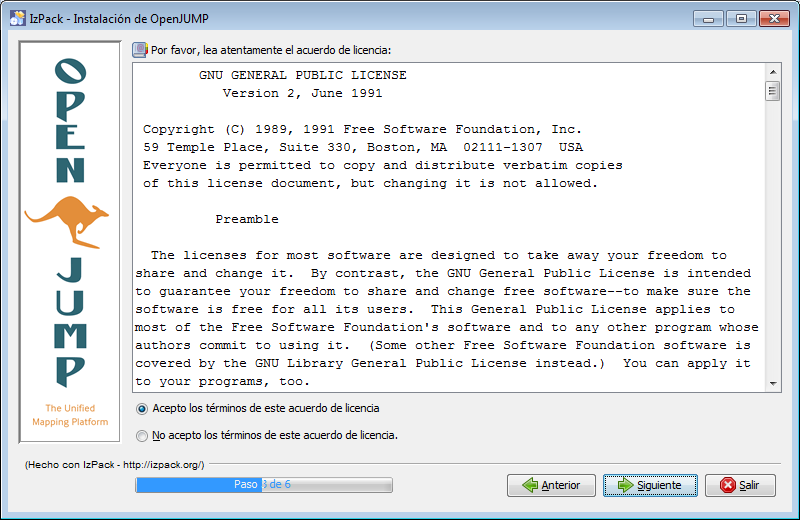 IzPack - Instalación de OpenJUMP
OPEN
JUMP
The Unified
Mapping Platform
Por favor, lea atentamente el acuerdo de licencia:
GNU GENERAL PUBLIC LICENSE
Version 2, June 1991
Copyright (C) 1989, 1991 Free Software Foundation, Inc.
59 Temple Place, Suite 330, Boston, MA  02111-1307  USA
Everyone is permitted to copy and distribute verbatim copies
of this license document, but changing it is not allowed.
Preamble
The licenses for most software are designed to take away your freedom to
share and change it.  By contrast, the GNU General Public License is intended
to guarantee your freedom to share and change free software--to make sure the
software is free for all its users.  This General Public License applies to
most of the Free Software Foundation's software and to any other program whose
authors commit to using it.  (Some other Free Software Foundation software is
covered by the GNU Library General Public License instead.)  You can apply it
to your programs, too.
Acepto los términos de este acuerdo de licencia
No acepto los términos de este acuerdo de licencia.
(Hecho con IzPack - http://izpack.org/)
Paso 3 de 6
Anterior
Siguiente
Salir